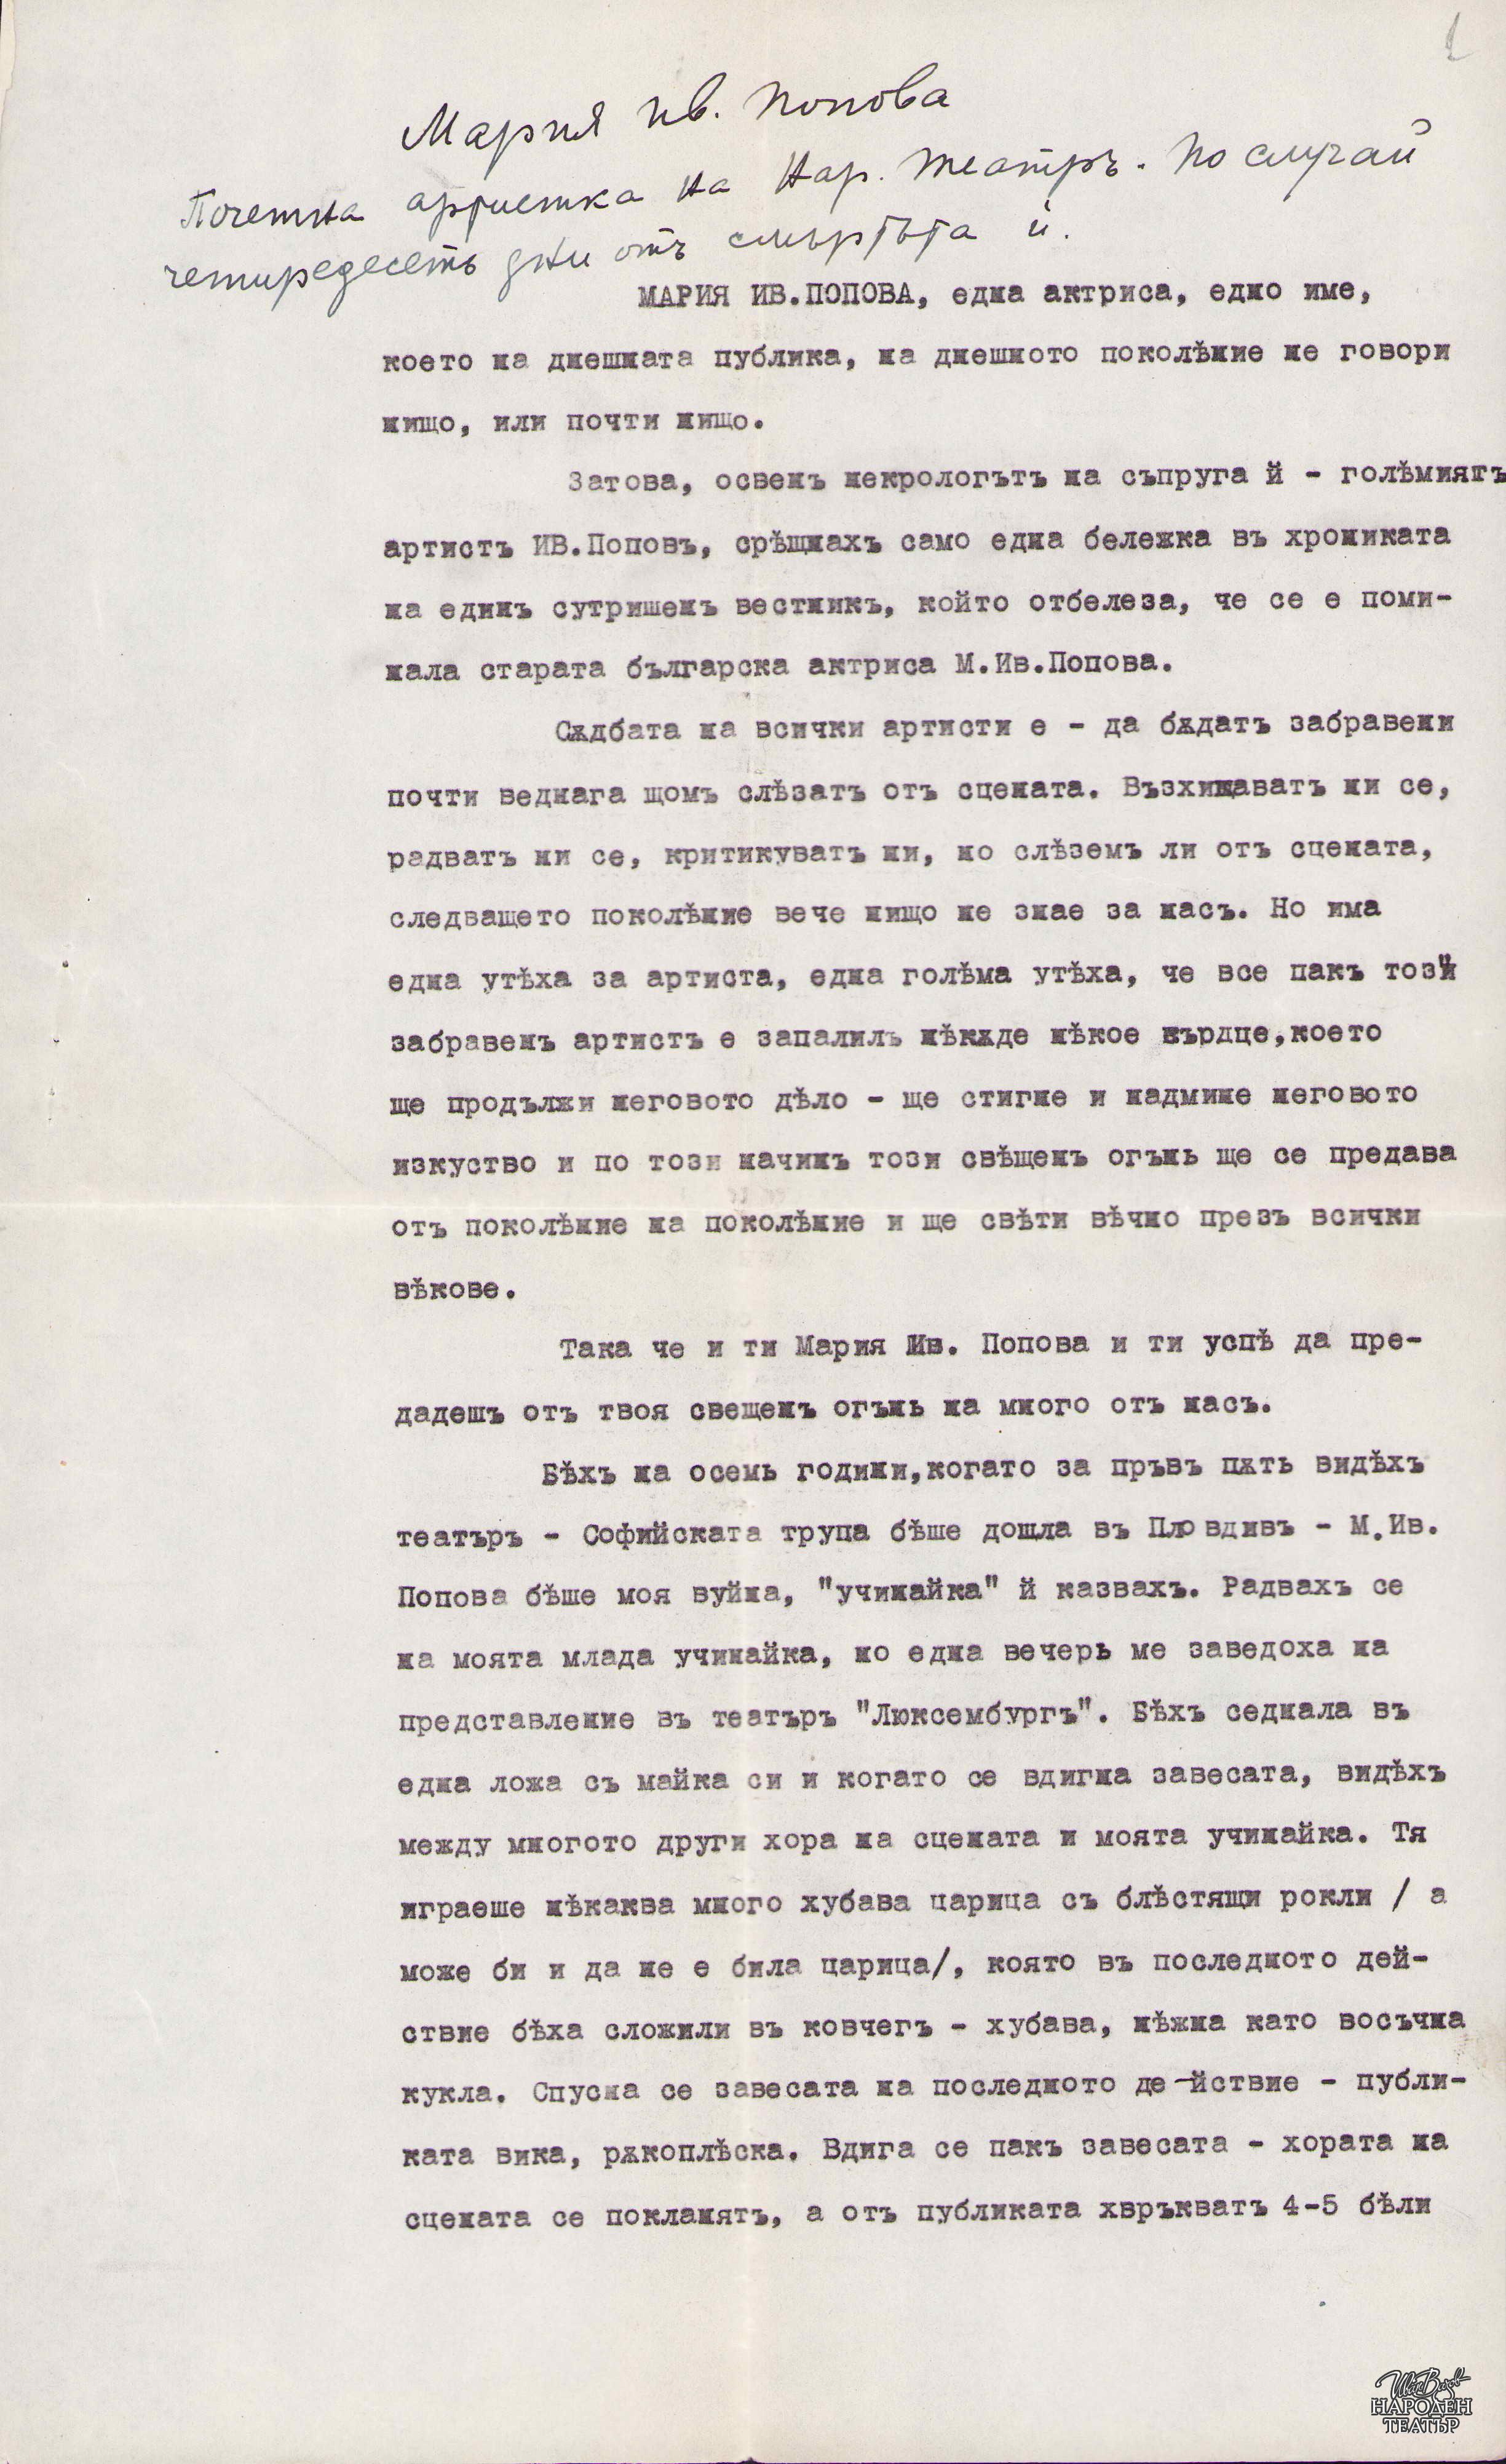 1
Мария Ив. Попова
Почетна артистка на Нар. театръ. По случай
четиридесеть дни отъ смъртьта й.
МАРИЯ ИВ.ПОПОВА, една актриса, едно име,
което на днешната публика, на днешното поколѣние не говори
нищо, или почти нищо.
Затова, освенъ некрологътъ на съпруга й - голѣмиятъ
артистъ ИВ.Поповъ, срѣщнахъ само една бележка въ хрониката
на единъ сутришенъ вестникъ, който отбелеза, че се е поми-
нала старата българска актриса М.Ив.Попова.
Сѫдбата на всички артисти е - да бѫдатъ забравени
почти веднага щомъ слѣзатъ отъ сцената. Възхищаватъ ни се,
радватъ ни се, критикуватъ ни, но слѣземъ ли отъ сцената,
следващето поколѣние вече нищо не знае за насъ. Но има
една утѣха за артиста, една голѣма утѣха, че все пакъ този
забравенъ артистъ е запалилъ нѣкѫде нѣкое сърдце,което
ще продължи неговото дѣло - ще стигне и надмине неговото
изкуство и по този начинъ този свѣщенъ огънь ще се предава
отъ поколѣние на поколѣние и ще свѣти вѣчно презъ всички
вѣкове.
Така че и ти Мария Ив. Попова и ти успѣ да пре-
дадешъ отъ твоя свещенъ огънь на много отъ насъ.
Бѣхъ на осемь години,когато за пръвъ пѫть видѣхъ
театъръ - Софийската трупа бѣше дошла въ Пловдивъ - М.Ив.
Попова бѣше моя вуйна, "учинайка" й казвахъ. Радвахъ се
на моята млада учинайка, но една вечерь ме заведоха на
представление въ театъръ "Люксембургъ". Бѣхъ седнала въ
една ложа съ майка си и когато се вдигна завесата, видѣхъ
между многото други хора на сцената и моята учинайка. Тя
играеше нѣкаква много хубава царица съ блѣстящи рокли / а
може би и да не е била царица/, която въ последното дей-
ствие бѣха сложили въ ковчегъ - хубава, нѣжна като восъчна
кукла. Спусна се завесата на последното де-йствие - публи-
ката вика, рѫкоплѣска. Вдига се пакъ завесата - хората на
сцената се покланятъ, а отъ публиката хвръкватъ 4-5 бѣли
Иван Вазов
НАРОДЕН
ТЕАТЪР